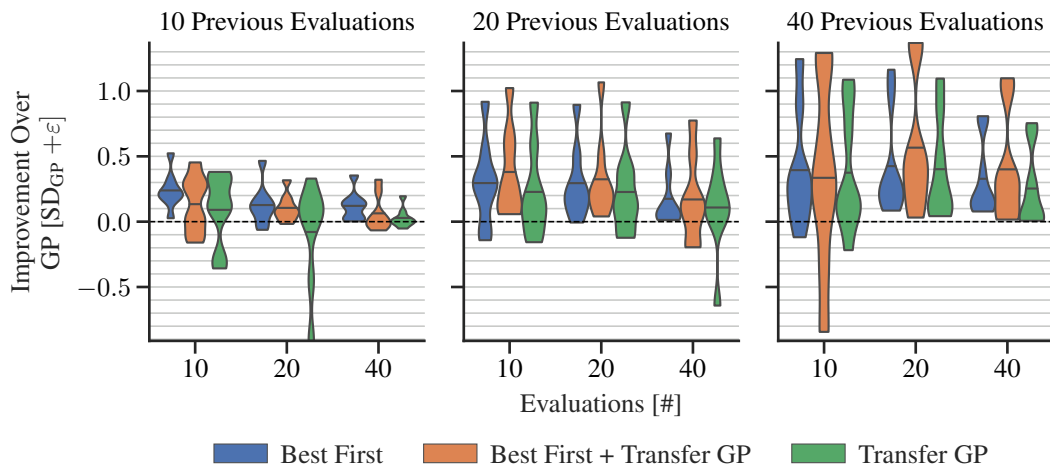 10 Previous Evaluations
20 Previous Evaluations
40 Previous Evaluations
Improvement Over
GP [SD_GP + ε]
1.0
0.5
0.0
−0.5
10 20 40
10 20 40
10 20 40
Evaluations [#]
Best First
Best First + Transfer GP
Transfer GP